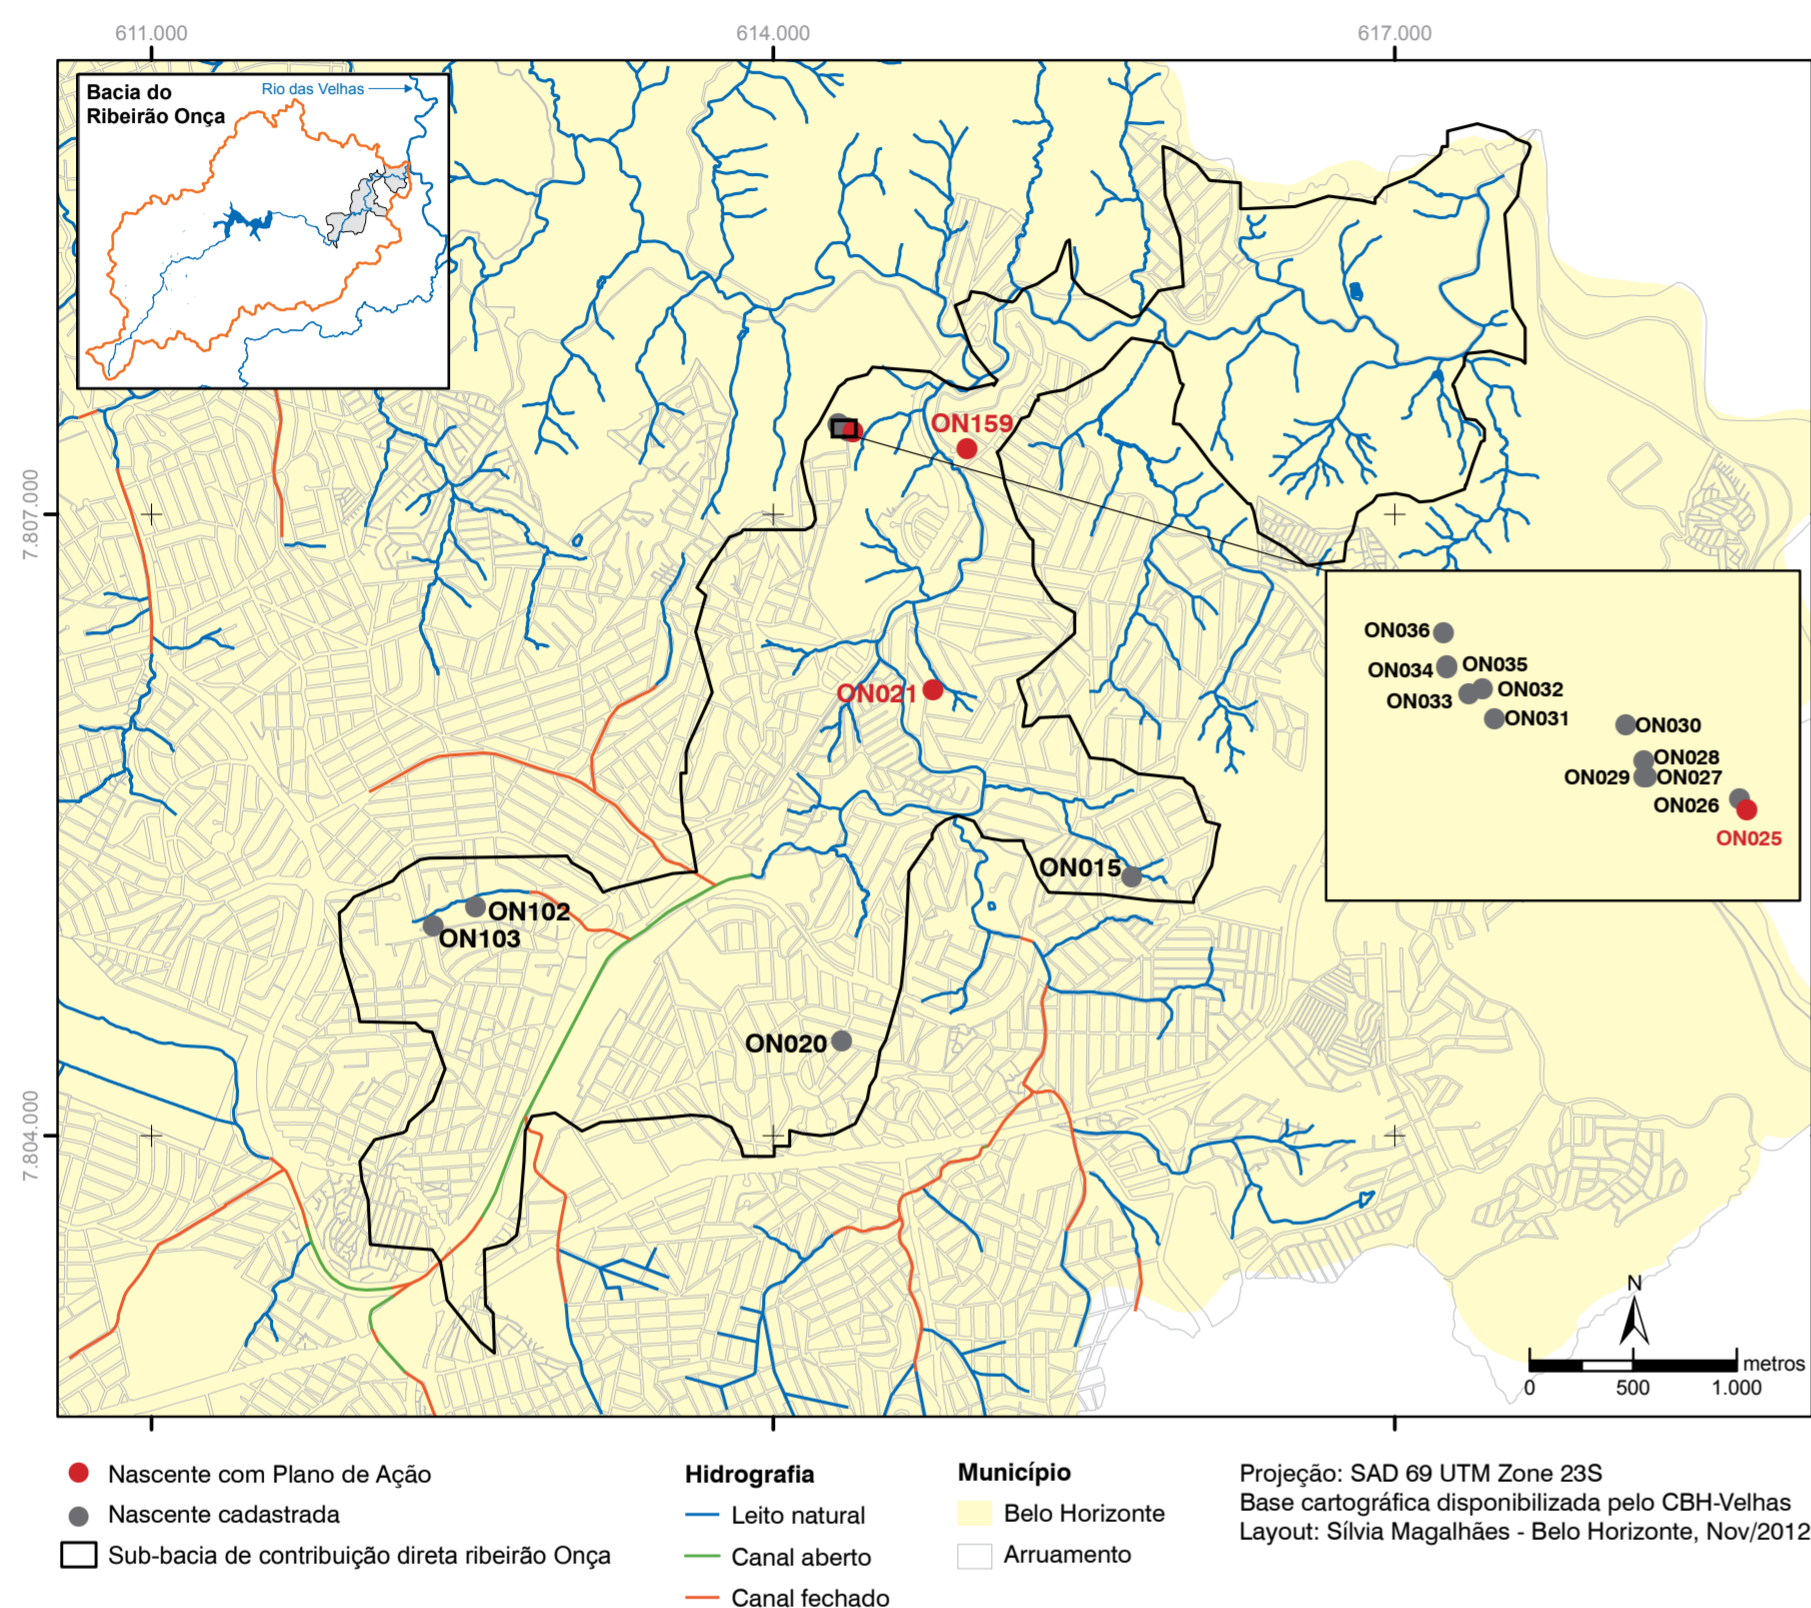 611.000
614.000
617.000
Bacia do
Ribeirão Onça
Rio das Velhas
7.807.000
7.804.000
ON159
ON021
ON015
ON102
ON103
ON020
ON036
ON034
ON035
ON033
ON032
ON031
ON030
ON028
ON029
ON027
ON026
ON025
N
metros
0
500
1.000
Nascente com Plano de Ação
Nascente cadastrada
Sub-bacia de contribuição direta ribeirão Onça
Hidrografia
Leito natural
Canal aberto
Canal fechado
Município
Belo Horizonte
Arruamento
Projeção: SAD 69 UTM Zone 23S
Base cartográfica disponibilizada pelo CBH-Velhas
Layout: Sílvia Magalhães - Belo Horizonte, Nov/2012